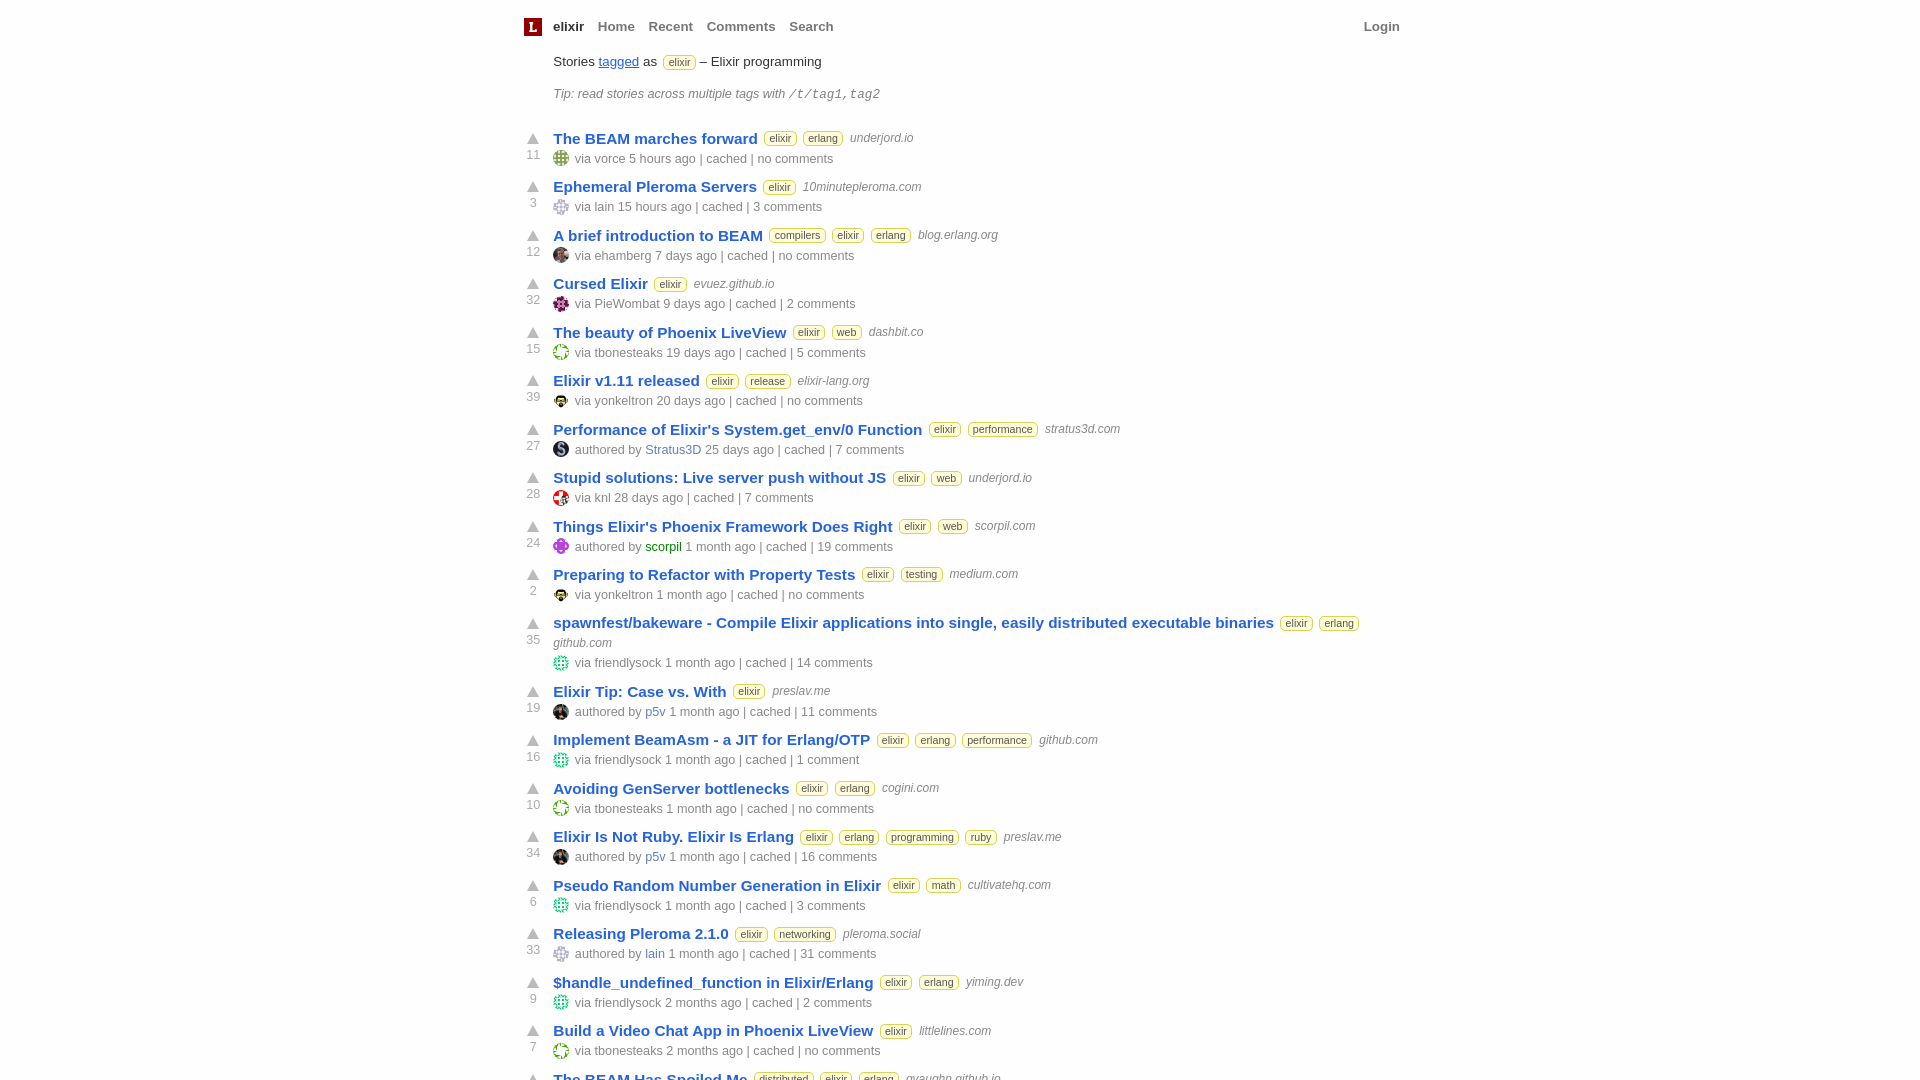 L elixir Home Recent Comments Search Login
Stories tagged as elixir – Elixir programming
Tip: read stories across multiple tags with /t/tag1,tag2
The BEAM marches forward elixir erlang underjord.io
11 via vorce 5 hours ago | cached | no comments
Ephemeral Pleroma Servers elixir 10minutepleroma.com
3 via lain 15 hours ago | cached | 3 comments
A brief introduction to BEAM compilers elixir erlang blog.erlang.org
12 via ehamberg 7 days ago | cached | no comments
Cursed Elixir elixir evuez.github.io
32 via PieWombat 9 days ago | cached | 2 comments
The beauty of Phoenix LiveView elixir web dashbit.co
15 via tbonesteaks 19 days ago | cached | 5 comments
Elixir v1.11 released elixir release elixir-lang.org
39 via yonkeltron 20 days ago | cached | no comments
Performance of Elixir's System.get_env/0 Function elixir performance stratus3d.com
27 authored by Stratus3D 25 days ago | cached | 7 comments
Stupid solutions: Live server push without JS elixir web underjord.io
28 via knl 28 days ago | cached | 7 comments
Things Elixir's Phoenix Framework Does Right elixir web scorpil.com
24 authored by scorpil 1 month ago | cached | 19 comments
Preparing to Refactor with Property Tests elixir testing medium.com
2 via yonkeltron 1 month ago | cached | no comments
spawnfest/bakeware - Compile Elixir applications into single, easily distributed executable binaries elixir erlang
35 github.com
via friendlysock 1 month ago | cached | 14 comments
Elixir Tip: Case vs. With elixir preslav.me
19 authored by p5v 1 month ago | cached | 11 comments
Implement BeamAsm - a JIT for Erlang/OTP elixir erlang performance github.com
16 via friendlysock 1 month ago | cached | 1 comment
Avoiding GenServer bottlenecks elixir erlang cogini.com
10 via tbonesteaks 1 month ago | cached | no comments
Elixir Is Not Ruby. Elixir Is Erlang elixir erlang programming ruby preslav.me
34 authored by p5v 1 month ago | cached | 16 comments
Pseudo Random Number Generation in Elixir elixir math cultivatehq.com
6 via friendlysock 1 month ago | cached | 3 comments
Releasing Pleroma 2.1.0 elixir networking pleroma.social
33 authored by lain 1 month ago | cached | 31 comments
$handle_undefined_function in Elixir/Erlang elixir erlang yiming.dev
9 via friendlysock 2 months ago | cached | 2 comments
Build a Video Chat App in Phoenix LiveView elixir littlelines.com
7 via tbonesteaks 2 months ago | cached | no comments
The BEAM Has Spoiled Me distributed elixir erlang gvaughn.github.io